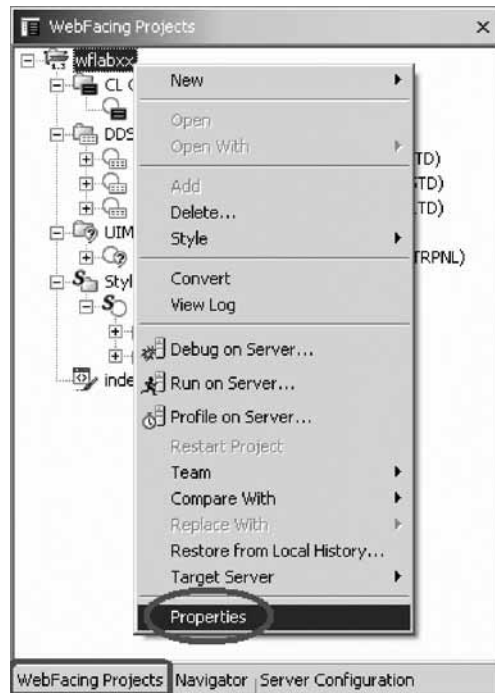 WebFacing Projects
wflabxx
New
CL
Open
Open With
DDS
TD)
Add
TD)
Delete...
TD)
Style
UIM
TRPNL)
Convert
Styl
View Log
Debug on Server...
inde
Run on Server...
Profile on Server...
Restart Project
Team
Compare With
Replace With
Restore from Local History...
Target Server
Properties
WebFacing Projects Navigator Server Configuration